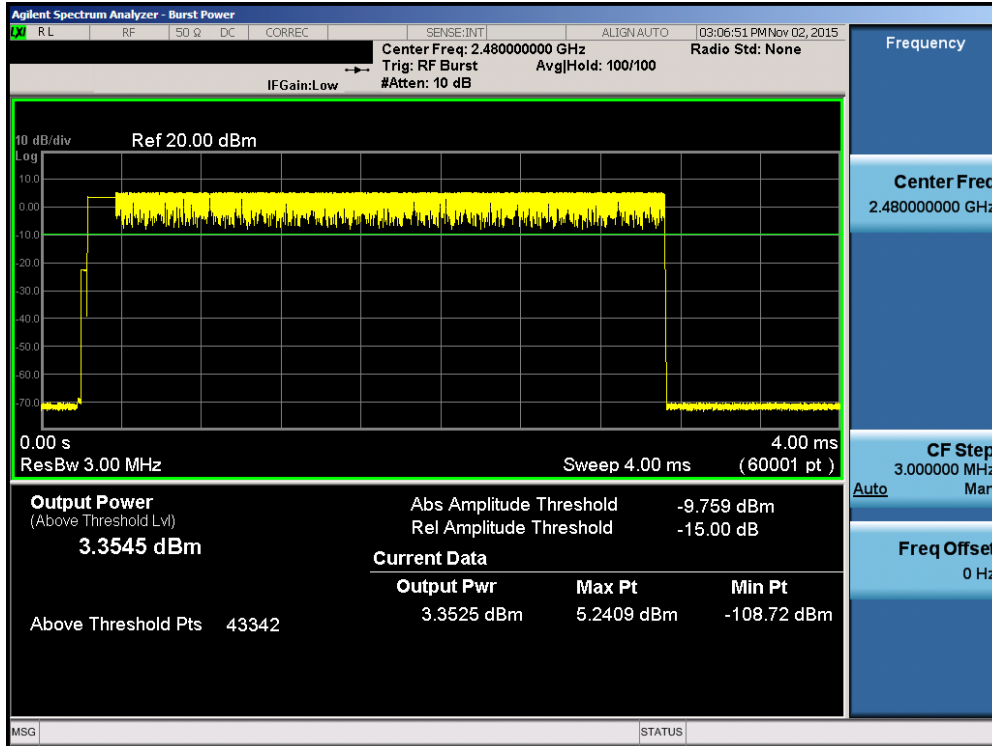 Agilent Spectrum Analyzer - Burst Power
LXI RL RF 50 Ω DC CORREC SENSE:INT ALIGN AUTO 03:06:51 PM Nov 02, 2015
Center Freq: 2.480000000 GHz Radio Std: None
Trig: RF Burst Avg|Hold: 100/100
IFGain:Low #Atten: 10 dB
10 dB/div Ref 20.00 dBm
Log
10.0
0.00
-10.0
-20.0
-30.0
-40.0
-50.0
-60.0
-70.0
0.00 s 4.00 ms
ResBw 3.00 MHz Sweep 4.00 ms (60001 pt)
Output Power
(Above Threshold Lvl)
3.3545 dBm
Above Threshold Pts 43342
Abs Amplitude Threshold -9.759 dBm
Rel Amplitude Threshold -15.00 dB
Current Data
Output Pwr Max Pt Min Pt
3.3525 dBm 5.2409 dBm -108.72 dBm
MSG STATUS
Frequency
Center Freq
2.480000000 GHz
CF Step
3.000000 MHz
Auto Man
Freq Offset
0 Hz